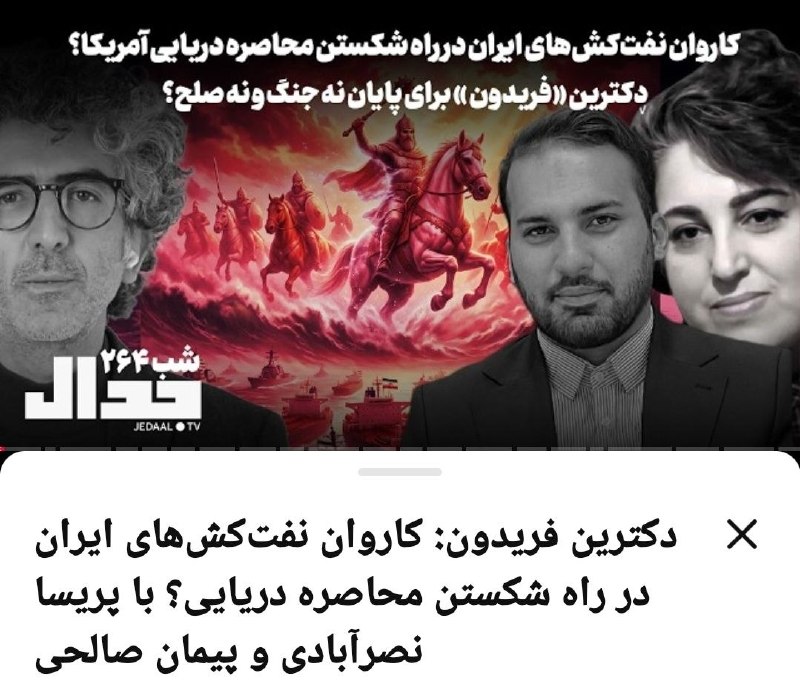 کاروان نفت‌کش‌های ایران در راه شکستن محاصره دریایی آمریکا؟
دکترین «فریدون» برای پایان نه جنگ و نه صلح؟
شب ۲۶۴
جدال
JEDAAL TV
دکترین فریدون: کاروان نفت‌کش‌های ایران
در راه شکستن محاصره دریایی؟ با پریسا
نصرآبادی و پیمان صالحی